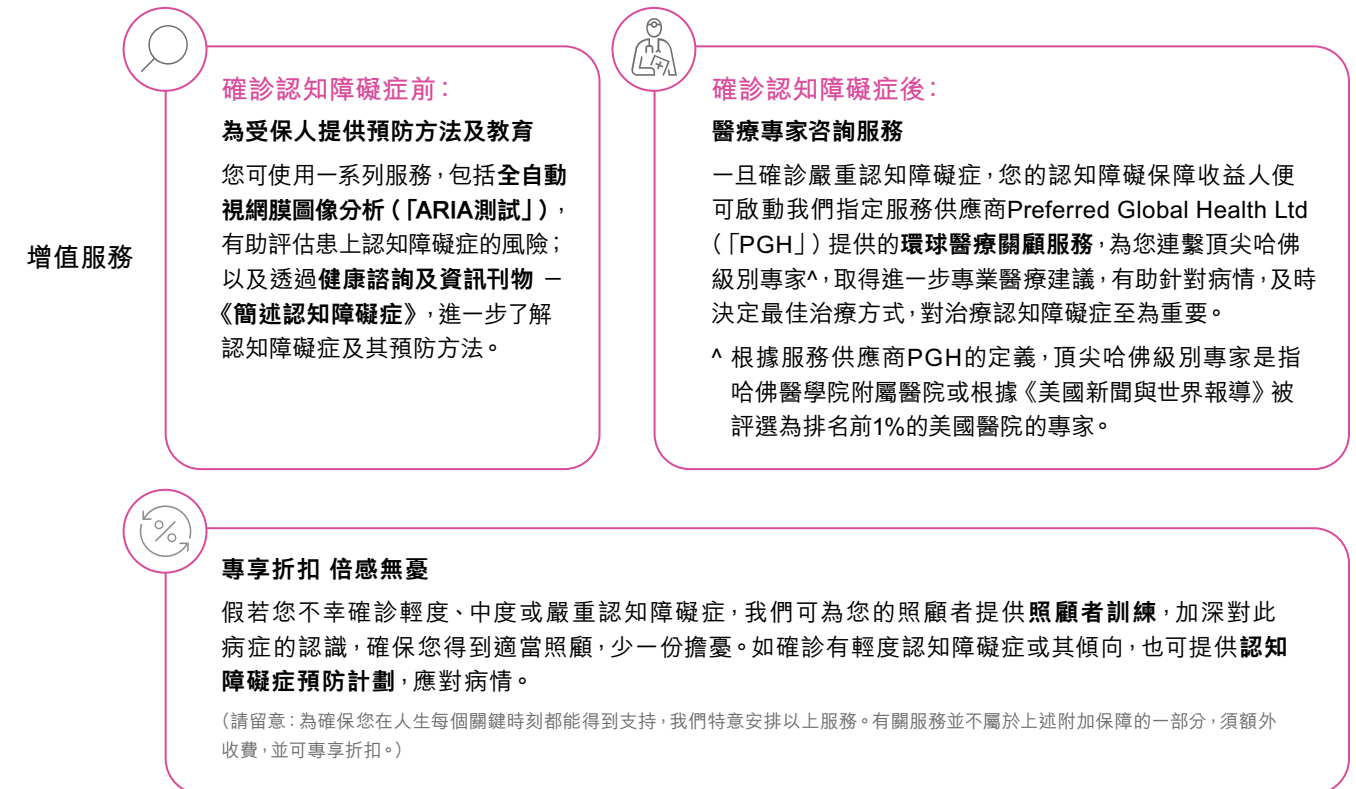 增值服務
確診認知障礙症前：
為受保人提供預防方法及教育
您可使用一系列服務，包括全自動
視網膜圖像分析（「ARIA測試」），
有助評估患上認知障礙症的風險；
以及透過健康諮詢及資訊刊物 －
《簡述認知障礙症》，進一步了解
認知障礙症及其預防方法。
確診認知障礙症後：
醫療專家咨詢服務
一旦確診嚴重認知障礙症，您的認知障礙保障收益人便
可啟動我們指定服務供應商Preferred Global Health Ltd
（「PGH」）提供的環球醫療關顧服務，為您連繫頂尖哈佛
級別專家^，取得進一步專業醫療建議，有助針對病情，及時
決定最佳治療方式，對治療認知障礙症至為重要。
^ 根據服務供應商PGH的定義，頂尖哈佛級別專家是指
哈佛醫學院附屬醫院或根據《美國新聞與世界報導》被
評選為排名前1%的美國醫院的專家。
專享折扣 倍感無憂
假若您不幸確診輕度、中度或嚴重認知障礙症，我們可為您的照顧者提供照顧者訓練，加深對此
病症的認識，確保您得到適當照顧，少一份擔憂。如確診有輕度認知障礙症或其傾向，也可提供認知
障礙症預防計劃，應對病情。
（請留意：為確保您在人生每個關鍵時刻都能得到支持，我們特意安排以上服務。有關服務並不屬於上述附加保障的一部分，須額外
收費，並可專享折扣。）